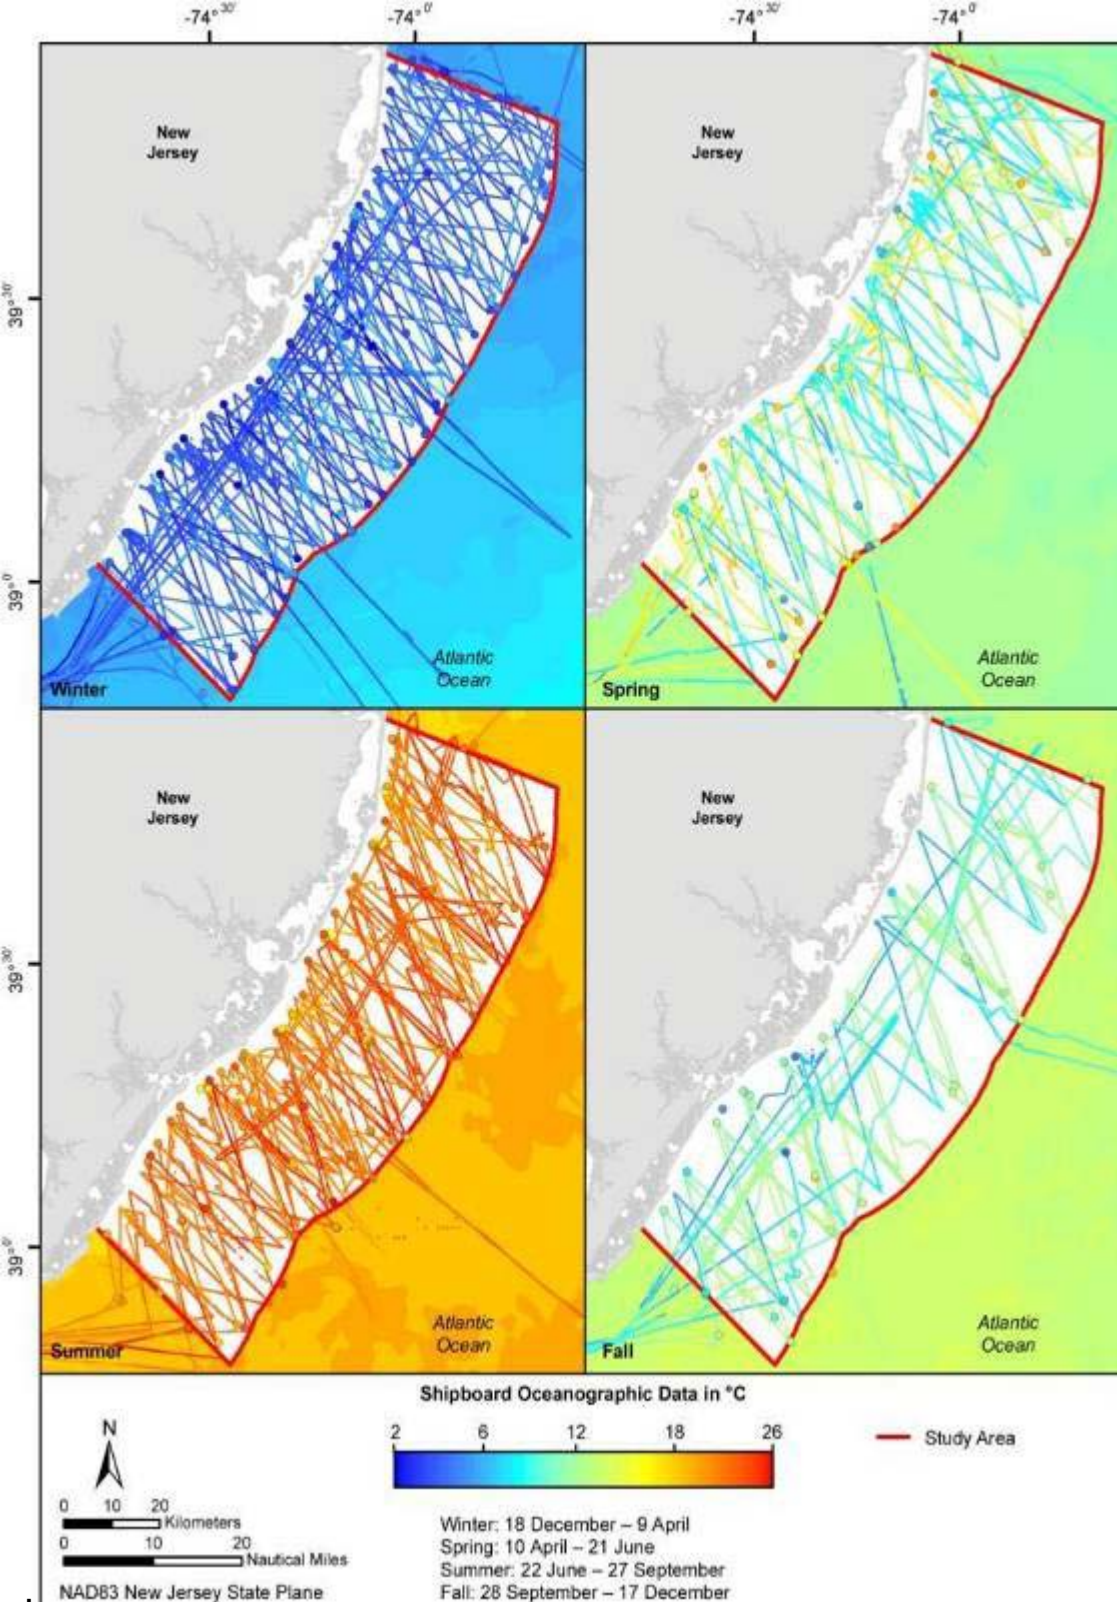 -74° 30'
-74° 0'
-74° 30'
-74° 0'
39° 30'
39° 0'
New
Jersey
Atlantic
Ocean
Winter
New
Jersey
Atlantic
Ocean
Spring
39° 30'
39° 0'
New
Jersey
Atlantic
Ocean
Summer
New
Jersey
Atlantic
Ocean
Fall
Shipboard Oceanographic Data in °C
2 6 12 18 26
Study Area
N
0 10 20
Kilometers
0 10 20
Nautical Miles
NAD83 New Jersey State Plane
Winter: 18 December – 9 April
Spring: 10 April – 21 June
Summer: 22 June – 27 September
Fall: 28 September – 17 December